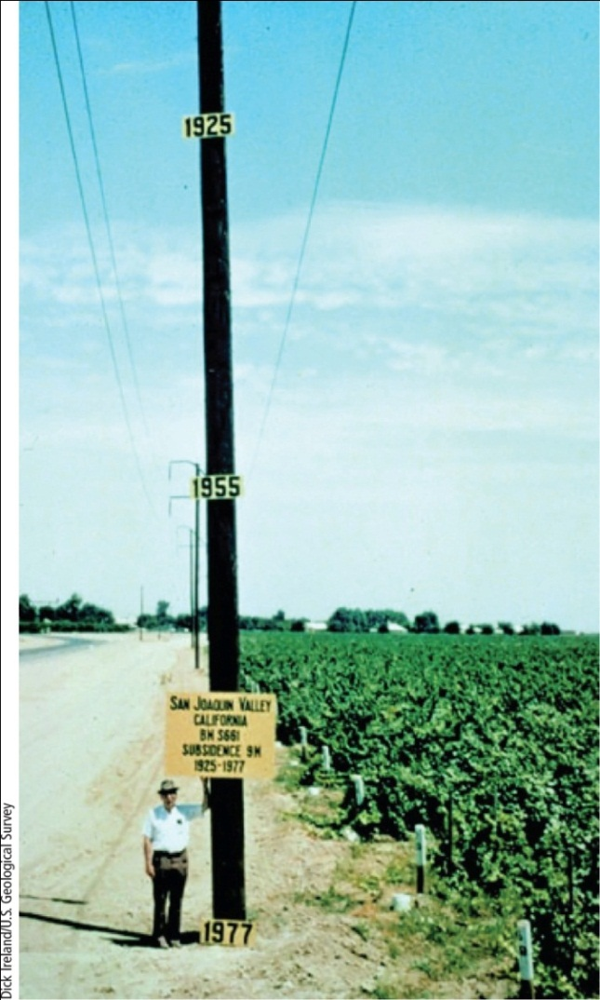 1925
1955
SAN JOAQUIN VALLEY
CALIFORNIA
BM S661
SUBSIDENCE 9M
1925-1977
1977
Dick Ireland/U.S. Geological Survey